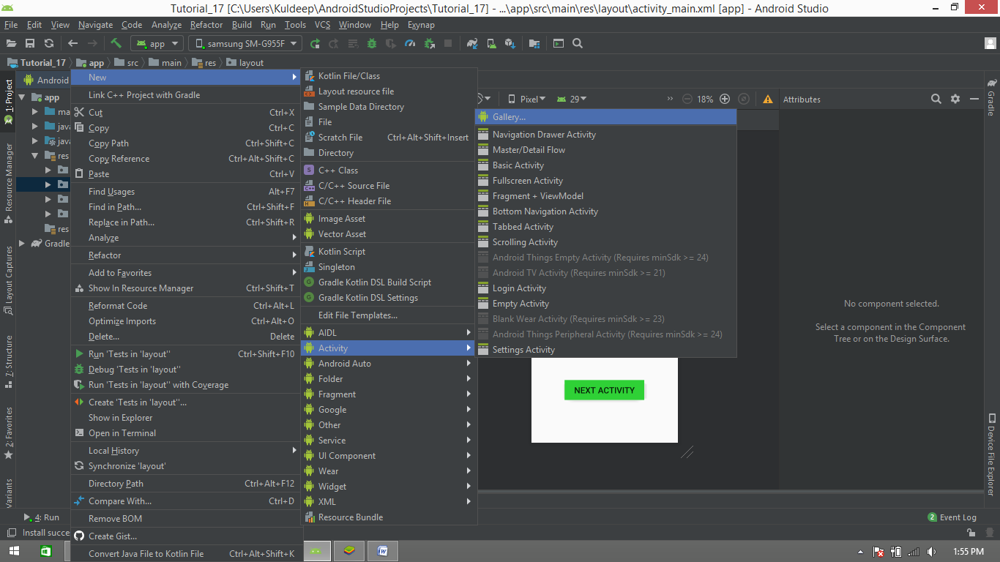 Tutorial_17 [C:\Users\Kuldeep\AndroidStudioProjects\Tutorial_17] - ...\app\src\main\res\layout\activity_main.xml [app] - Android Studio
File Edit View Navigate Code Analyze Refactor Build Run Tools VCS Window Help Exynap
app samsung SM-G955F
Tutorial_17 app src main res layout
1: Project
Resource Manager
Layout Captures
7: Structure
2: Favorites
Variants
Android
app
ma
java
java
res
res
Gradle
New
Link C++ Project with Gradle
Cut Ctrl+X
Copy Ctrl+C
Copy Path Ctrl+Shift+C
Copy Reference Ctrl+Alt+Shift+C
Paste Ctrl+V
Find Usages Alt+F7
Find in Path... Ctrl+Shift+F
Replace in Path... Ctrl+Shift+R
Analyze
Refactor
Add to Favorites
Show In Resource Manager Ctrl+Shift+T
Reformat Code Ctrl+Alt+L
Optimize Imports Ctrl+Alt+O
Delete... Delete
Run 'Tests in 'layout'' Ctrl+Shift+F10
Debug 'Tests in 'layout''
Run 'Tests in 'layout'' with Coverage
Create 'Tests in 'layout''...
Show in Explorer
Open in Terminal
Local History
Synchronize 'layout'
Directory Path Ctrl+Alt+F12
Compare With... Ctrl+D
Remove BOM
Create Gist...
Convert Java File to Kotlin File Ctrl+Alt+Shift+K
Kotlin File/Class
Layout resource file
Sample Data Directory
File
Scratch File Ctrl+Alt+Shift+Insert
Directory
C++ Class
C/C++ Source File
C/C++ Header File
Image Asset
Vector Asset
Kotlin Script
Singleton
Gradle Kotlin DSL Build Script
Gradle Kotlin DSL Settings
Edit File Templates...
AIDL
Activity
Android Auto
Folder
Fragment
Google
Other
Service
UI Component
Wear
Widget
XML
Resource Bundle
Gallery...
Navigation Drawer Activity
Master/Detail Flow
Basic Activity
Fullscreen Activity
Fragment + ViewModel
Bottom Navigation Activity
Tabbed Activity
Scrolling Activity
Android Things Empty Activity (Requires minSdk >= 24)
Android TV Activity (Requires minSdk >= 21)
Login Activity
Empty Activity
Blank Wear Activity (Requires minSdk >= 23)
Android Things Peripheral Activity (Requires minSdk >= 24)
Settings Activity
Pixel 29 18%
NEXT ACTIVITY
Attributes
No component selected.
Select a component in the Component
Tree or on the Design Surface.
Gradle
Device File Explorer
4: Run
2 Event Log
Install succe
1:55 PM